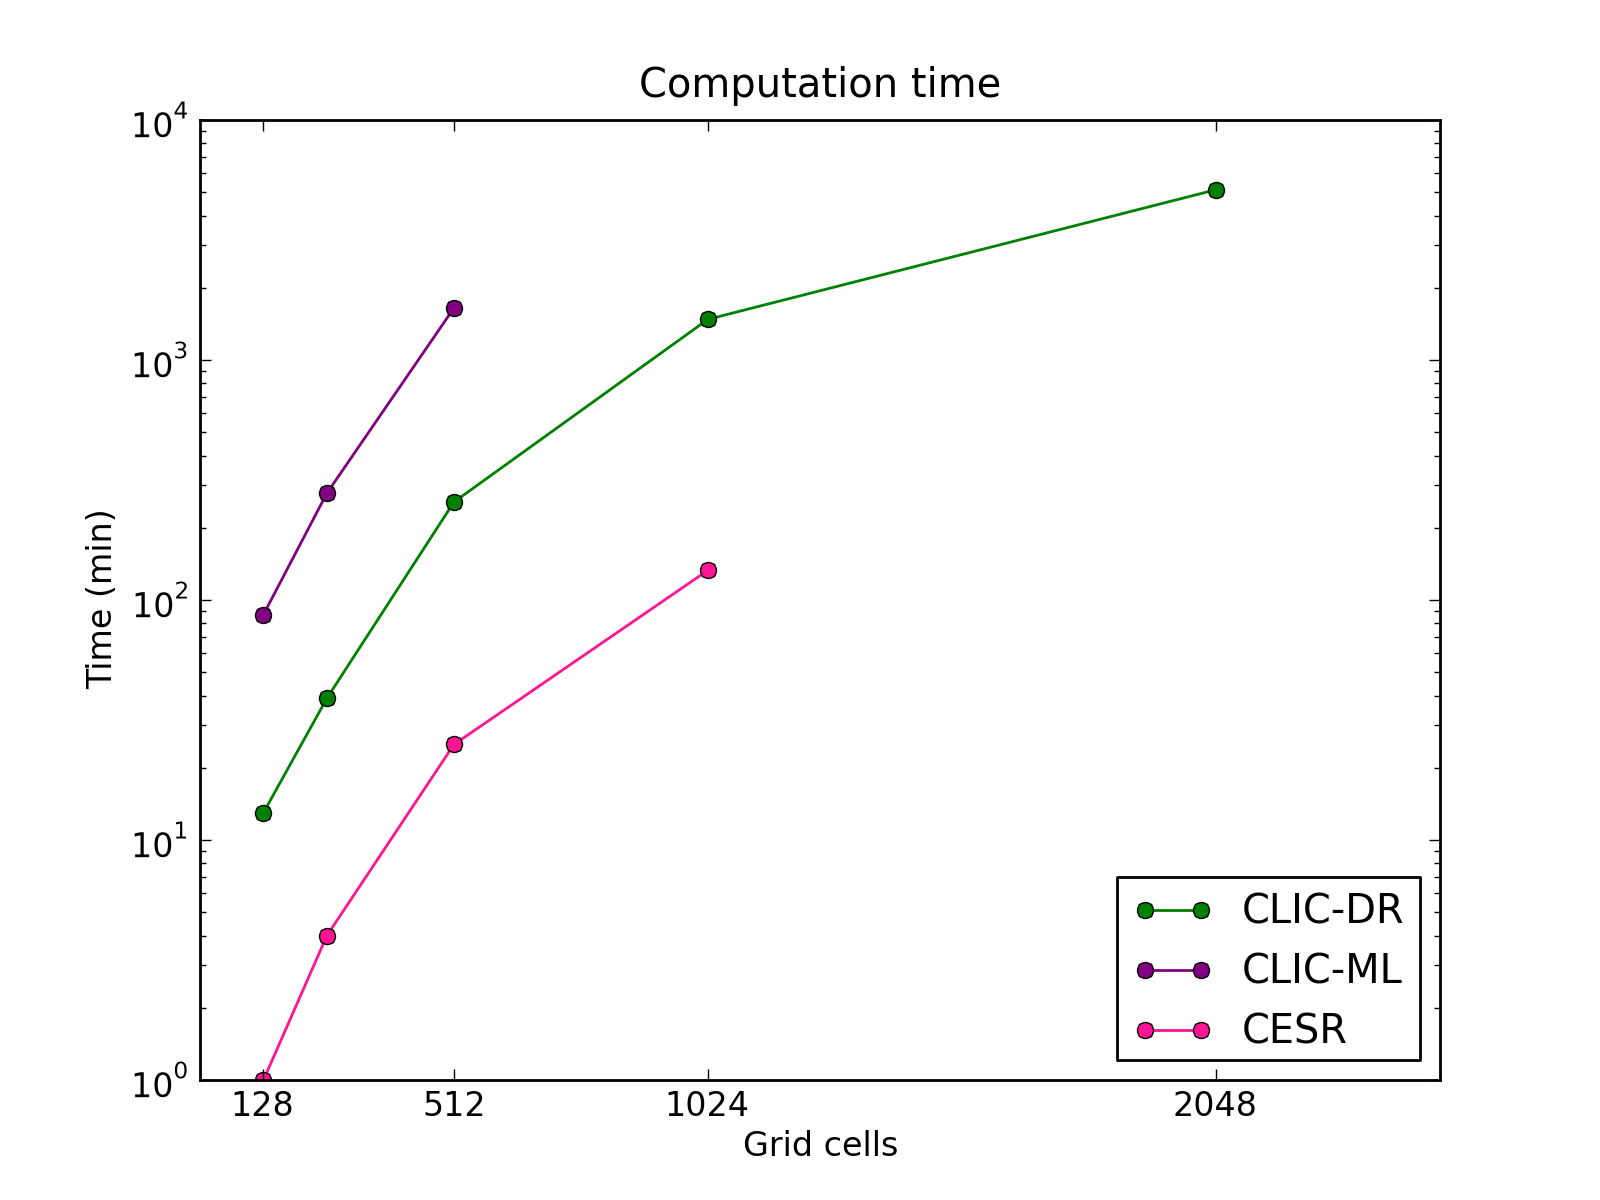 Computation time
10^4
10^3
10^2
10^1
10^0
Time (min)
128 512 1024 2048
Grid cells
CLIC-DR
CLIC-ML
CESR